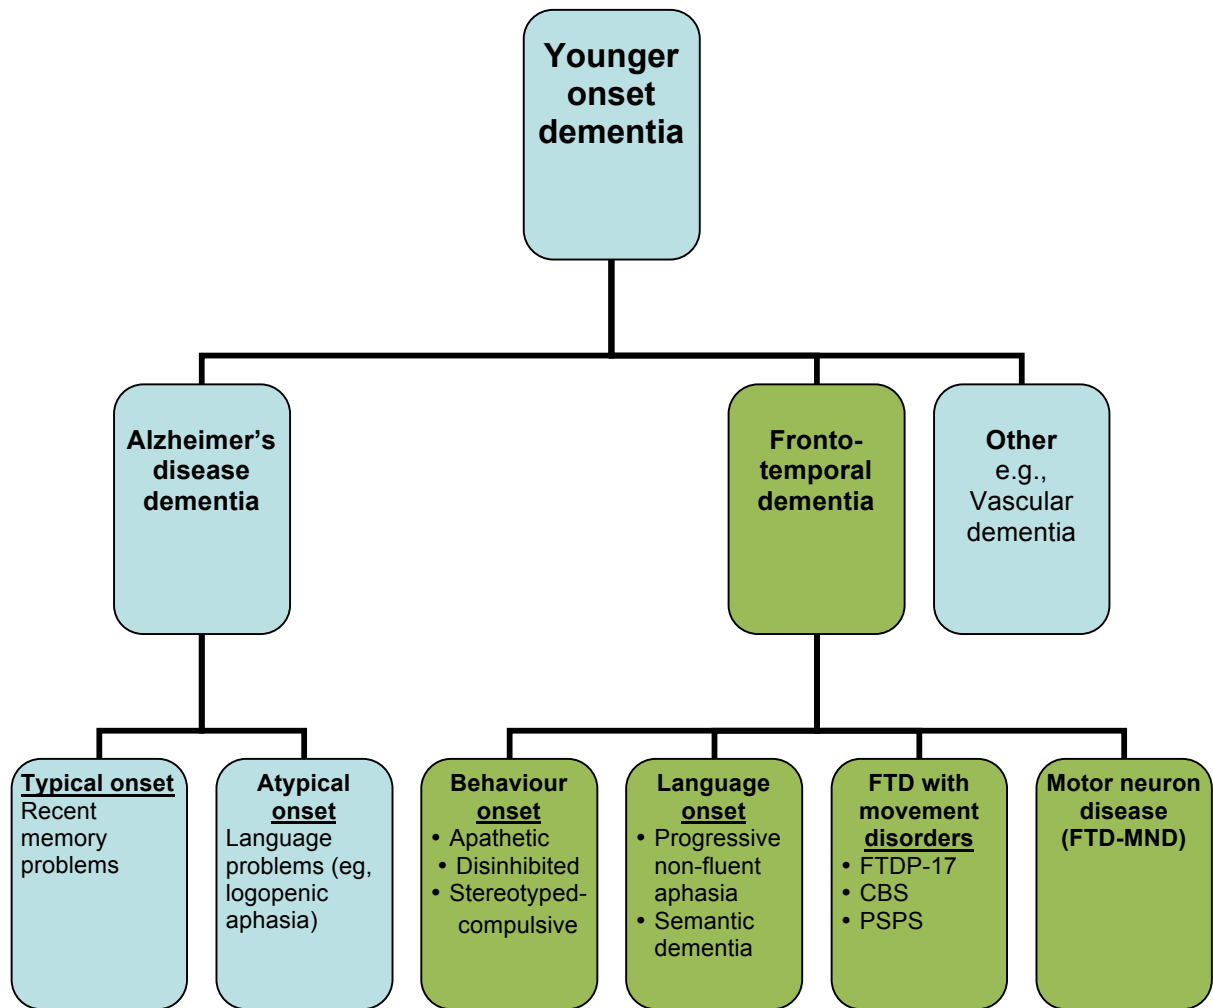 Younger
onset
dementia
Alzheimer's
disease
dementia
Fronto-
temporal
dementia
Other
e.g.,
Vascular
dementia
Typical onset
Recent
memory
problems
Atypical
onset
Language
problems (eg,
logopenic
aphasia)
Behaviour
onset
• Apathetic
• Disinhibited
• Stereotyped-
compulsive
Language
onset
• Progressive
non-fluent
aphasia
• Semantic
dementia
FTD with
movement
disorders
• FTDP-17
• CBS
• PSPS
Motor neuron
disease
(FTD-MND)